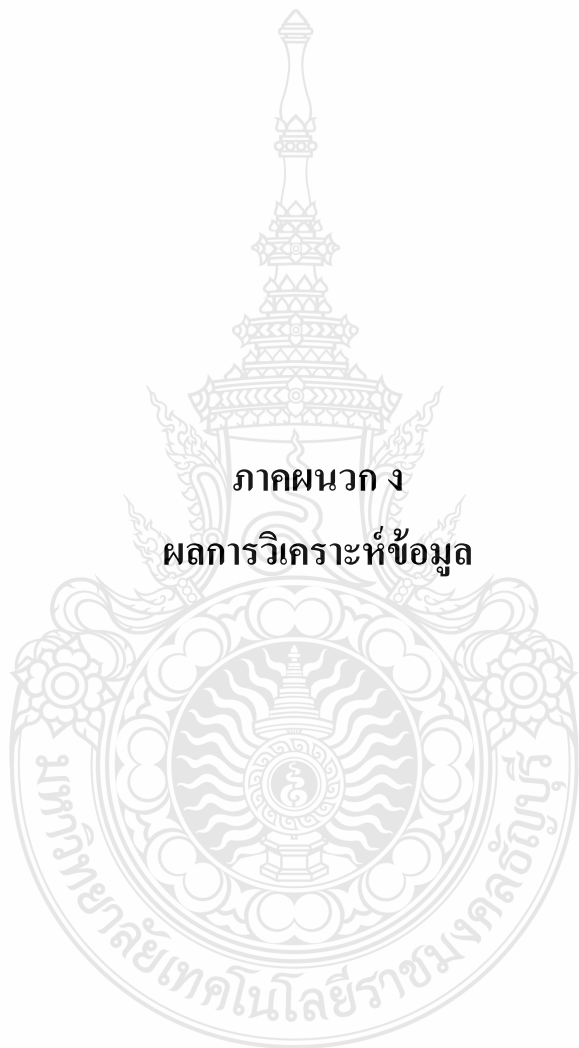 ภาคผนวก ง
ผลการวิเคราะห์ข้อมูล
มหาวิทยาลัยเทคโนโลยีราชมงคลธัญบุรี